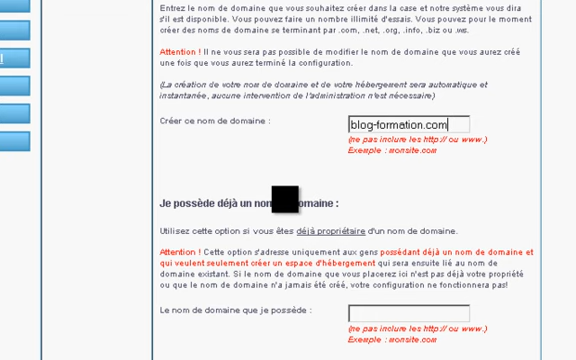 Entrez le nom de domaine que vous souhaitez créer dans la case et notre système vous dira
s'il est disponible. Vous pouvez faire un nombre illimité d'essais. Vous pouvez pour le moment
créer des noms de domaine se terminant par .com, .net, .org, .info, .biz ou .ws.
Attention ! Il ne vous sera pas possible de modifier le nom de domaine que vous aurez créé
une fois que vous aurez terminé la configuration.
(La création de votre nom de domaine et de votre hébergement sera automatique et
instantanée, aucune intervention de l'administration n'est nécessaire)
Créer ce nom de domaine :
blog-formation.com
(ne pas inclure les http:// ou www.)
Exemple : monsite.com
Je possède déjà un nom omaine :
Utilisez cette option si vous êtes déjà propriétaire d'un nom de domaine.
Attention ! Cette option s'adresse uniquement aux gens possédant déjà un nom de domaine et
qui veulent seulement créer un espace d'hébergement qui sera ensuite lié au nom de
domaine existant. Si le nom de domaine que vous placerez ici n'est pas déjà votre propriété
ou que le nom de domaine n'a jamais été créé, votre configuration ne fonctionnera pas!
Le nom de domaine que je possède :
(ne pas inclure les http:// ou www.)
Exemple : monsite.com